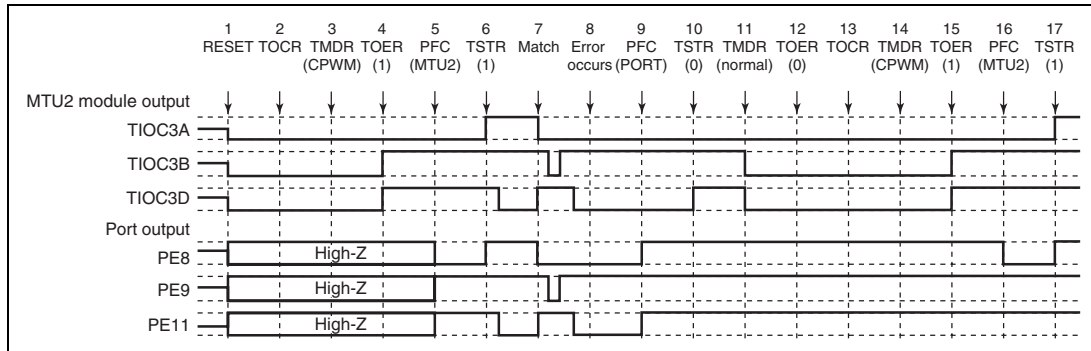 1 2 3 4 5 6 7 8 9 10 11 12 13 14 15 16 17
RESET TOCR TMDR TOER PFC TSTR Match Error PFC TSTR TMDR TOER TOCR TMDR TOER PFC TSTR
(CPWM) (1) (MTU2) (1) occurs (PORT) (0) (normal) (0) (CPWM) (1) (MTU2) (1)
MTU2 module output
TIOC3A
TIOC3B
TIOC3D
Port output
PE8 High-Z
PE9 High-Z
PE11 High-Z